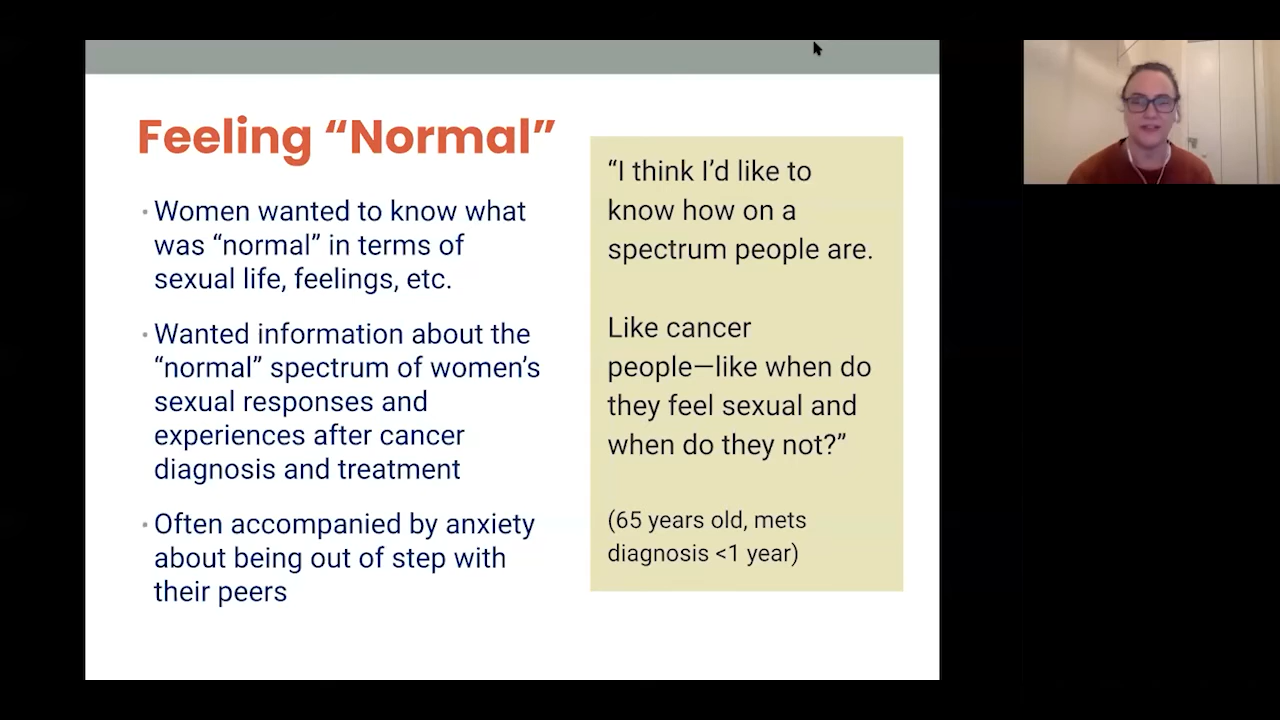 Feeling “Normal”
· Women wanted to know what
was “normal” in terms of
sexual life, feelings, etc.
· Wanted information about the
“normal” spectrum of women’s
sexual responses and
experiences after cancer
diagnosis and treatment
· Often accompanied by anxiety
about being out of step with
their peers
“I think I’d like to
know how on a
spectrum people are.
Like cancer
people—like when do
they feel sexual and
when do they not?”
(65 years old, mets
diagnosis <1 year)